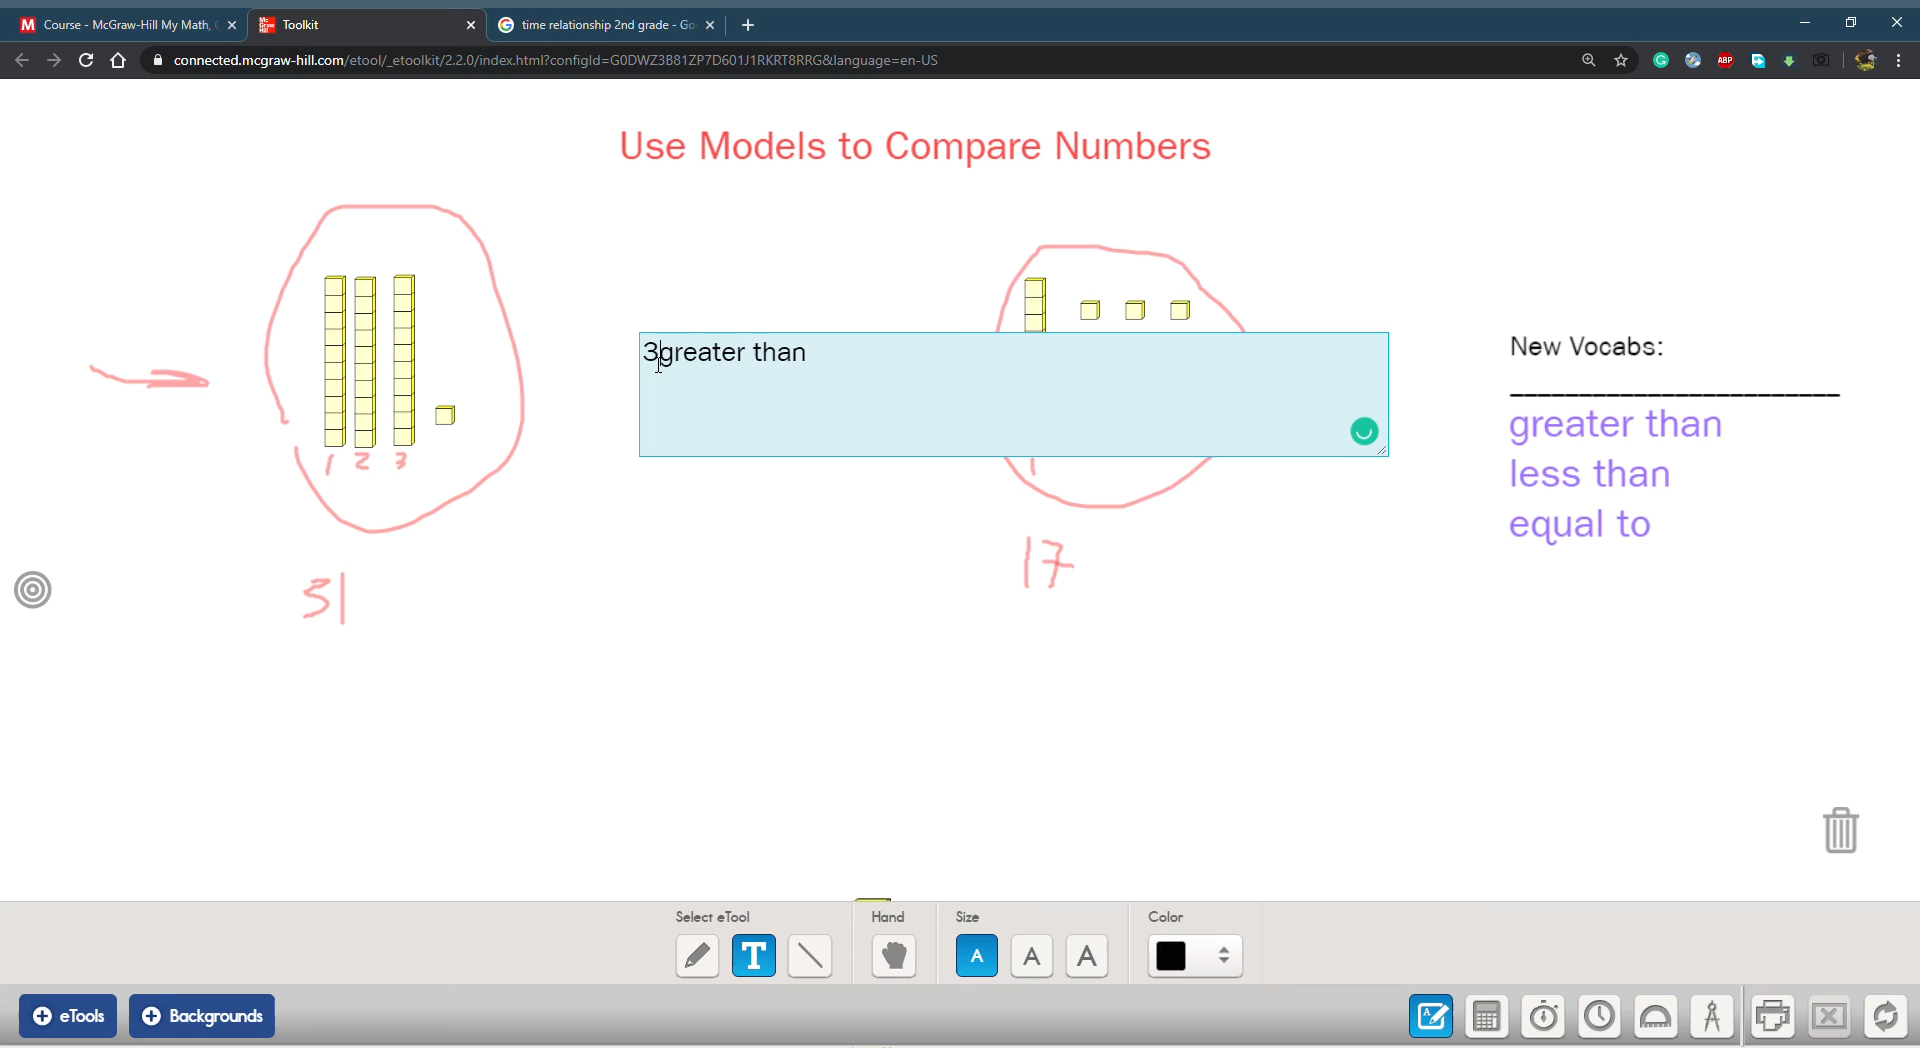 Course - McGraw-Hill My Math,
Toolkit
time relationship 2nd grade - Go
connected.mcgraw-hill.com/etool/_etoolkit/2.2.0/index.html?configId=G0DWZ3B81ZP7D601J1RKRT8RRG&language=en-US
ABP
Use Models to Compare Numbers
3greater than
New Vocabs:
greater than
less than
equal to
1 2 3
1
17
31
Select eTool
Hand
Size
Color
T
A A A
eTools
Backgrounds